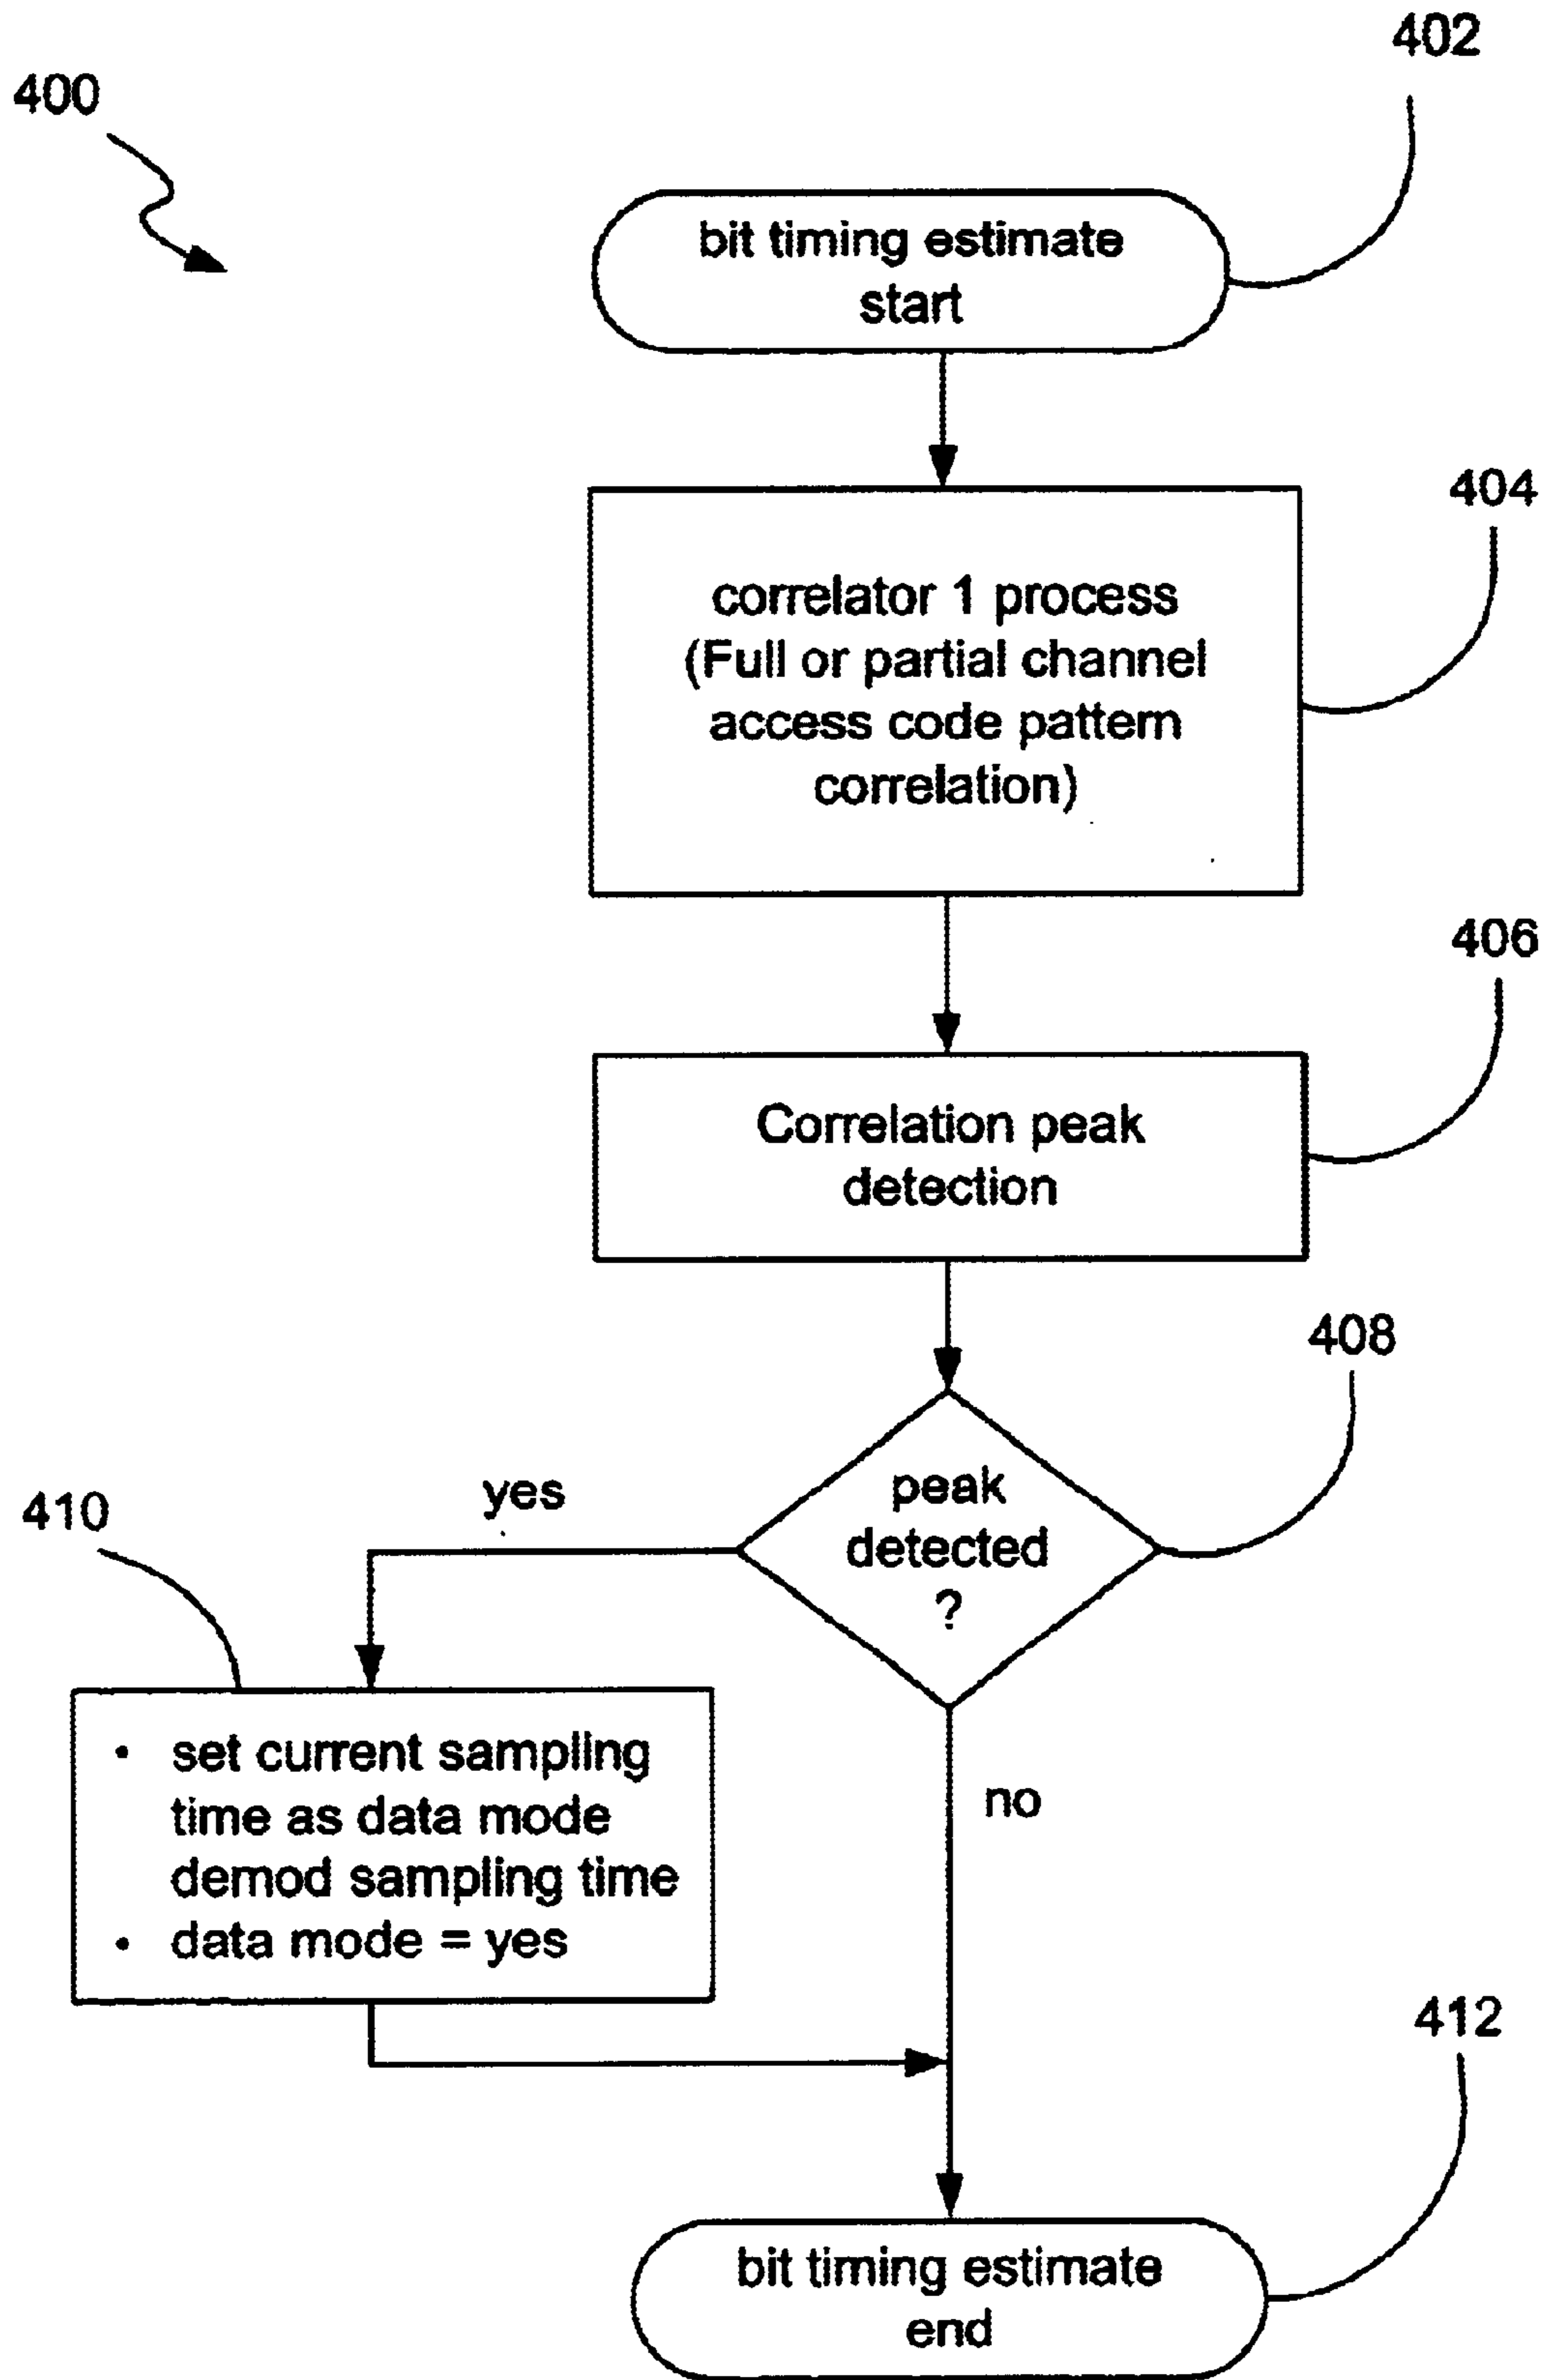 402
400
bit timing estimate
start
404
correlator 1 process
(Full or partial channel
access code pattern
correlation)
406
Correlation peak
detection
408
peak
detected
?
yes
410
• set current sampling
time as data mode
demod sampling time
• data mode = yes
no
412
bit timing estimate
end